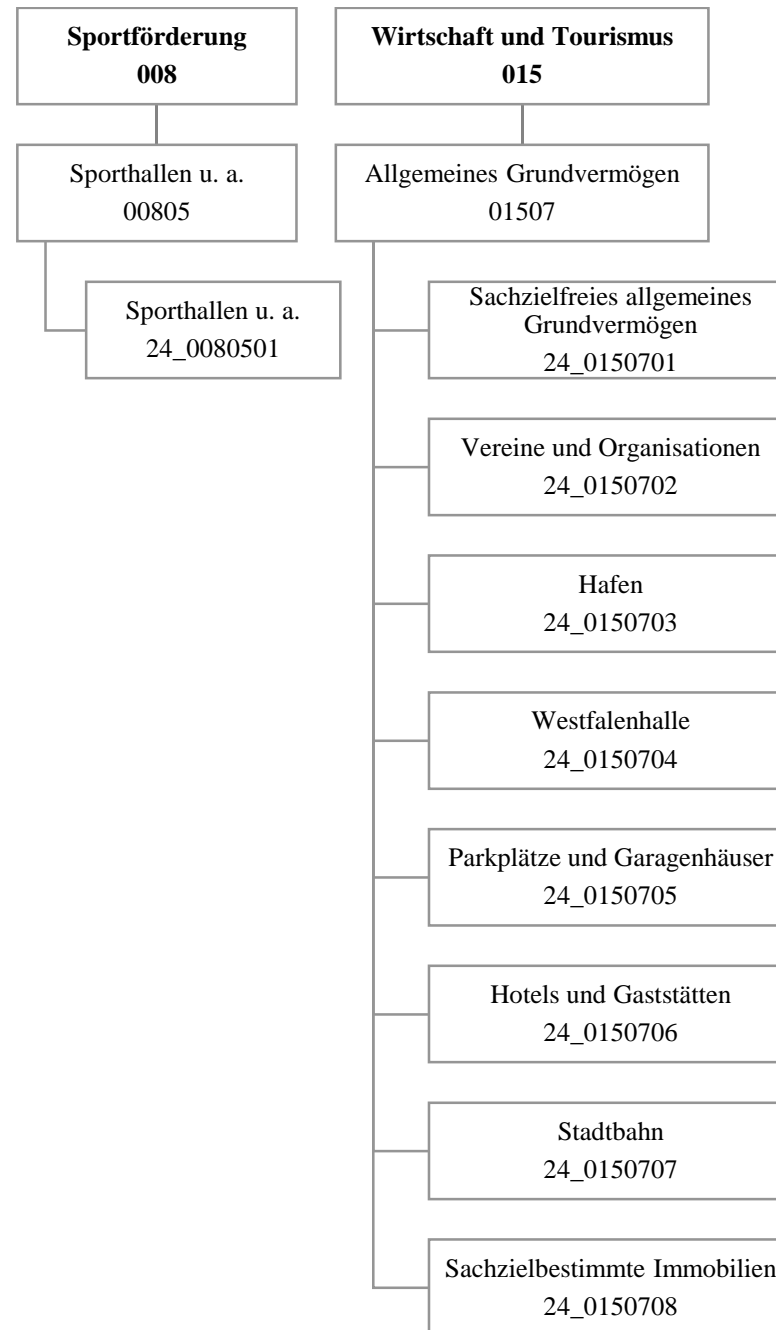 Sportförderung
008
Sporthallen u. a.
00805
Sporthallen u. a.
24_0080501
Wirtschaft und Tourismus
015
Allgemeines Grundvermögen
01507
Sachzielfreies allgemeines
Grundvermögen
24_0150701
Vereine und Organisationen
24_0150702
Hafen
24_0150703
Westfalenhalle
24_0150704
Parkplätze und Garagenhäuser
24_0150705
Hotels und Gaststätten
24_0150706
Stadtbahn
24_0150707
Sachzielbestimmte Immobilien
24_0150708